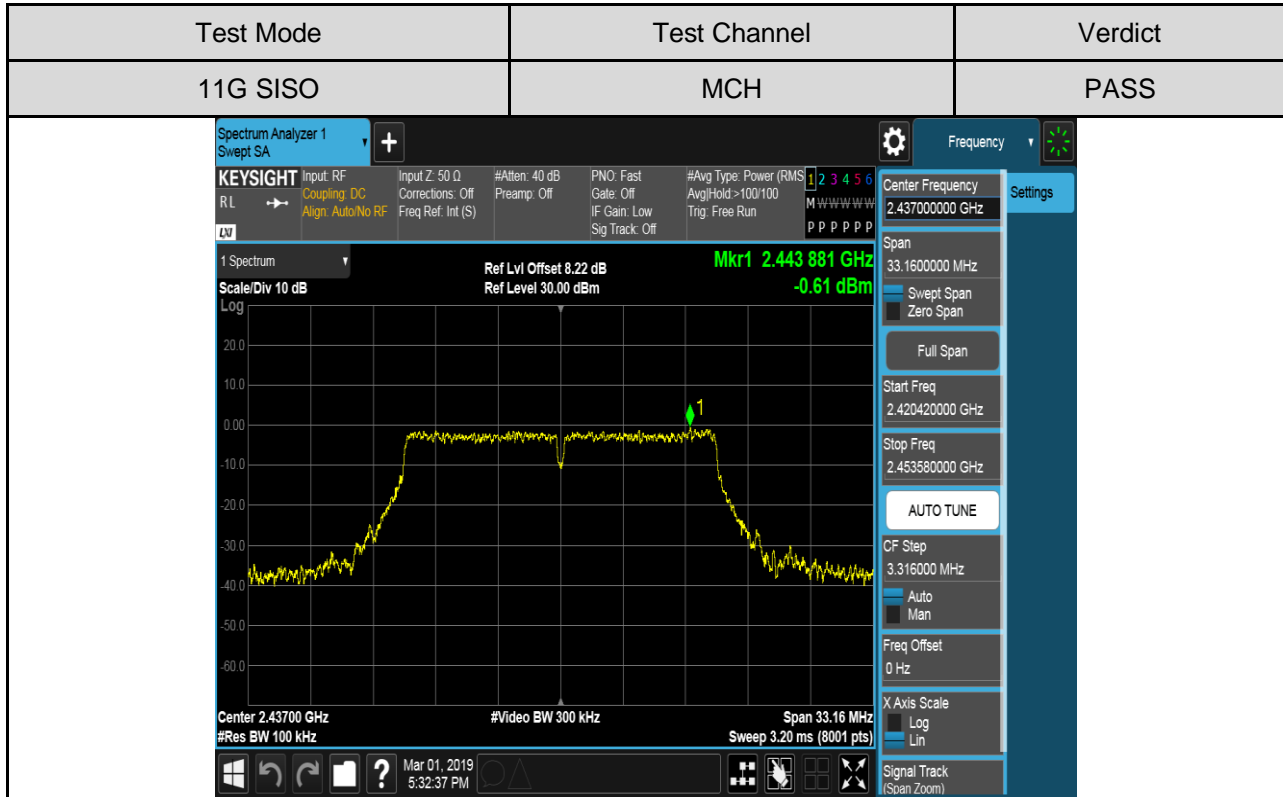 Test Mode Test Channel Verdict
11G SISO MCH PASS
Spectrum Analyzer 1
Swept SA
+
Frequency
KEYSIGHT Input: RF Input Z: 50 Ω #Atten: 40 dB PNO: Fast #Avg Type: Power (RMS 1 2 3 4 5 6
RL Coupling: DC Corrections: Off Preamp: Off Gate: Off Avg|Hold:>100/100 M W W W W W
Align: Auto/No RF Freq Ref: Int (S) IF Gain: Low Trig: Free Run P P P P P P
LXI Sig Track: Off
1 Spectrum
Scale/Div 10 dB
Ref Lvl Offset 8.22 dB
Ref Level 30.00 dBm
Mkr1 2.443 881 GHz
-0.61 dBm
Log
20.0
10.0
0.00
-10.0
-20.0
-30.0
-40.0
-50.0
-60.0
1
Center 2.43700 GHz #Video BW 300 kHz Span 33.16 MHz
#Res BW 100 kHz Sweep 3.20 ms (8001 pts)
Center Frequency
2.437000000 GHz
Settings
Span
33.1600000 MHz
Swept Span
Zero Span
Full Span
Start Freq
2.420420000 GHz
Stop Freq
2.453580000 GHz
AUTO TUNE
CF Step
3.316000 MHz
Auto
Man
Freq Offset
0 Hz
X Axis Scale
Log
Lin
Signal Track
(Span Zoom)
?
Mar 01, 2019
5:32:37 PM